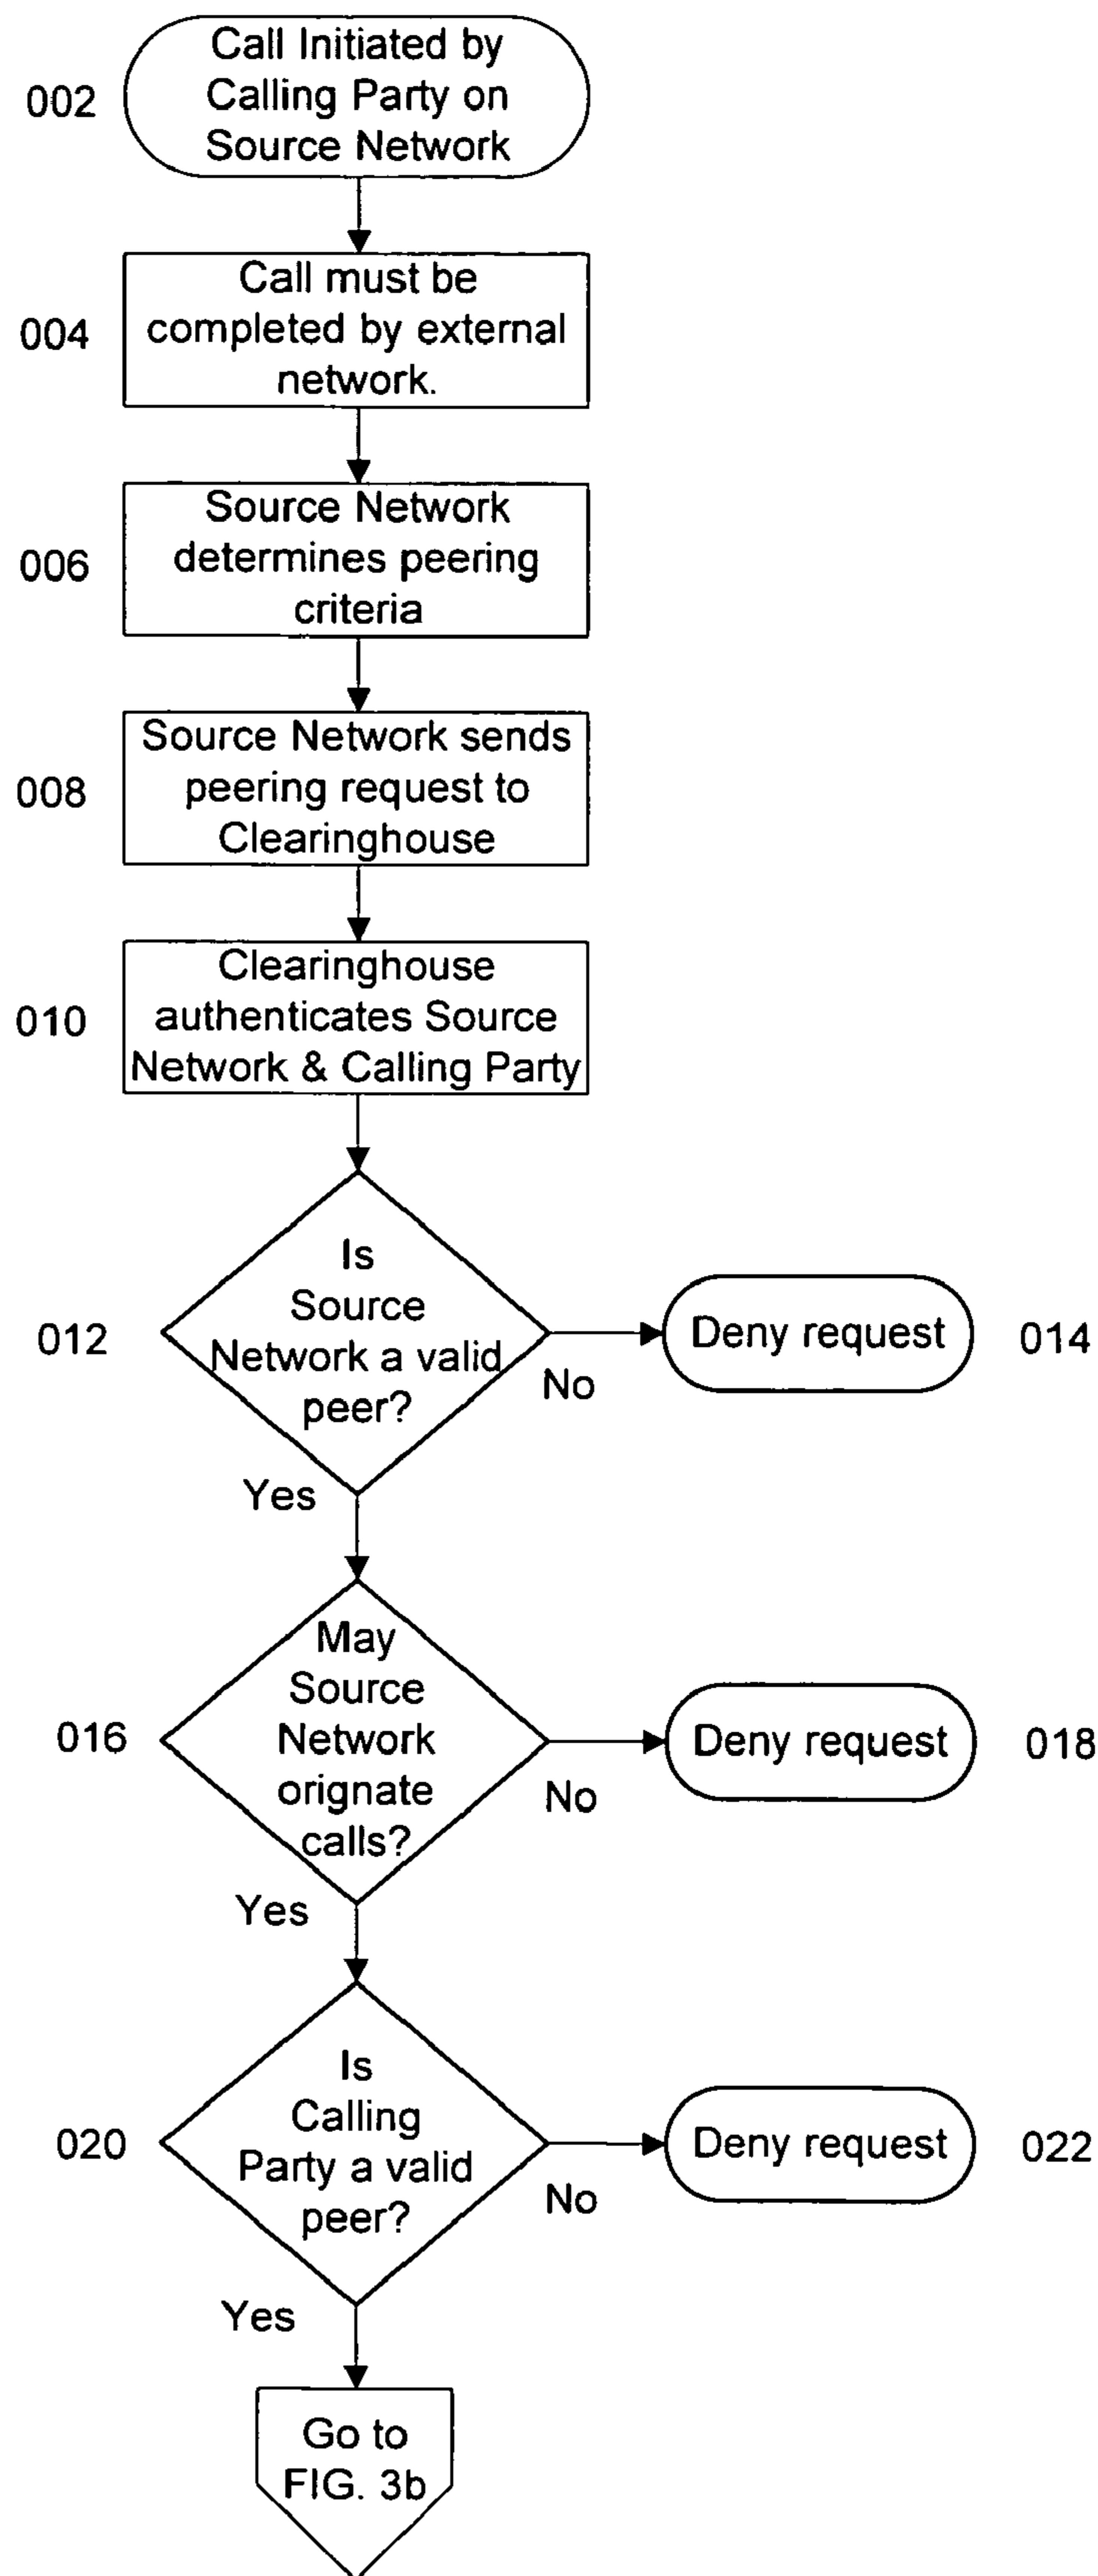 Call Initiated by
002
Calling Party on
Source Network
Call must be
004
completed by external
network.
Source Network
006
determines peering
criteria
Source Network sends
008
peering request to
Clearinghouse
Clearinghouse
010
authenticates Source
Network & Calling Party
Is
Source
012
Network a valid
peer?
No
Deny request
014
Yes
May
Source
016
Network
orignate
calls?
No
Deny request
018
Yes
Is
Calling
020
Party a valid
peer?
No
Deny request
022
Yes
Go to
FIG. 3b